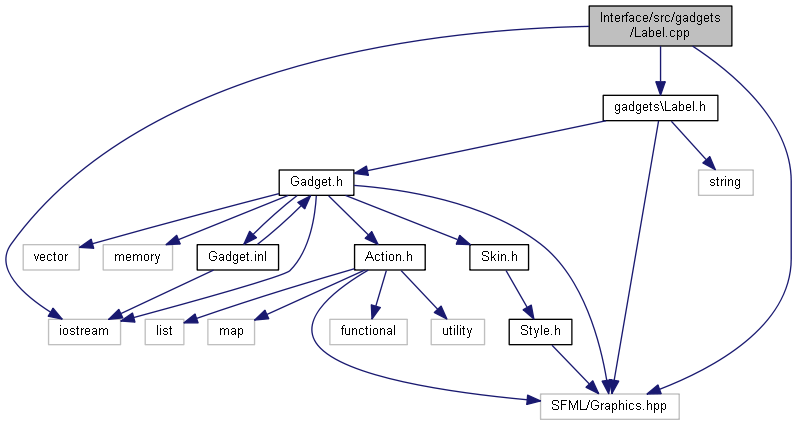 Interface/src/gadgets
/Label.cpp
gadgets\Label.h
Gadget.h
string
vector
memory
Gadget.inl
Action.h
Skin.h
iostream
list
map
functional
utility
Style.h
SFML/Graphics.hpp